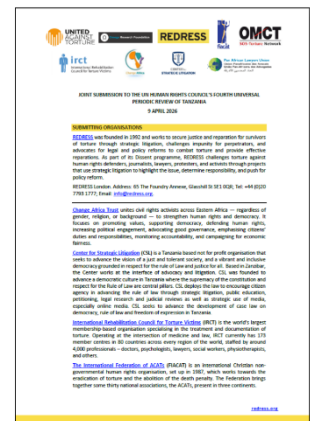 UNITED
AGAINST
TORTURE
REDRESS
Fiacat
OMCT
SOS-Torture Network
irct
International Rehabilitation
Council for Torture Victims
STRATEGIC LITIGATION
Pan African Lawyers Union
JOINT SUBMISSION TO THE UN HUMAN RIGHTS COUNCIL'S FOURTH UNIVERSAL
PERIODIC REVIEW OF TANZANIA
9 APRIL 2026
SUBMITTING ORGANISATIONS
REDRESS was founded in 1992 and works to secure justice and reparation for survivors
of torture through strategic litigation, challenges impunity for perpetrators, and
advocates for legal and policy reforms to combat torture and provide effective
reparations. As part of its Dissent programme, REDRESS challenges torture against
human rights defenders, journalists, lawyers, protesters, and activists through projects
that use strategic litigation to highlight the issue, determine responsibility, and push for
policy reform.
REDRESS London: Address: 65 The Foundry Annexe, Glasshill St SE1 0QR; Tel: +44 (0)20
7793 1777; Email: info@redress.org.
Change Africa Trust unites civil rights activists across Eastern Africa — regardless of
gender, religion, or background — to strengthen human rights and democracy. It
focuses on promoting values, supporting democracy, defending human rights,
increasing political engagement, advocating good governance, emphasising citizens'
duties and responsibilities, monitoring accountability, and campaigning for economic
fairness.
Center for Strategic Litigation (CSL) is a Tanzania based not for profit organisation that
seeks to advance the vision of a just and tolerant society, and a vibrant and inclusive
democracy grounded in respect for the rule of Law and justice for all. Based in Zanzibar,
the Center works at the interface of advocacy and litigation. CSL was founded to
advance a democratic culture in Tanzania where the supremacy of the constitution and
respect for the Rule of Law are central pillars. CSL deploys the law to encourage citizen
agency in advancing the rule of law through strategic litigation, public education,
petitioning, legal research and judicial reviews as well as strategic use of media,
especially online media. CSL seeks to advance the development of case law on
democracy, rule of law and freedom of expression in Tanzania.
International Rehabilitation Council for Torture Victims (IRCT) is the world's largest
membership-based organisation specialising in the treatment and documentation of
torture. Operating at the intersection of medicine and law, IRCT currently has 173
member centres in 80 countries across every region of the world, staffed by around
4,000 professionals – doctors, psychologists, lawyers, social workers, physiotherapists,
and others.
The International Federation of ACATs (FIACAT) is an international Christian non-
governmental human rights organisation, set up in 1987, which works towards the
eradication of torture and the abolition of the death penalty. The Federation brings
together some thirty national associations, the ACATs, present in three continents.
redress.org